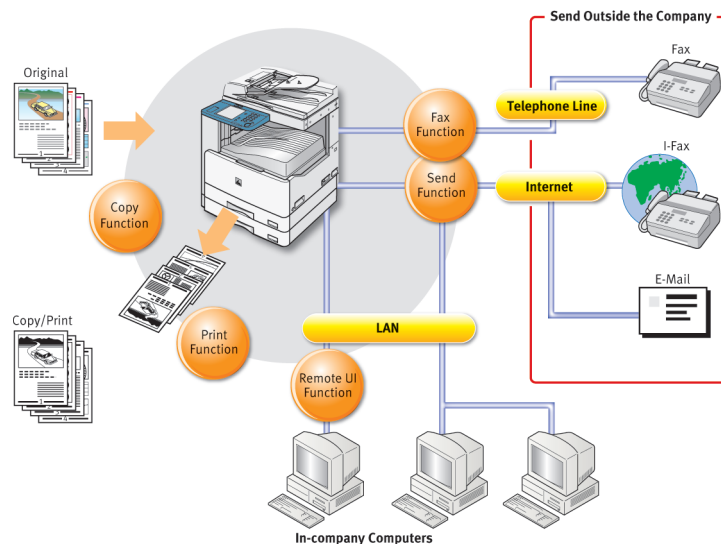 Send Outside the Company
Original
Fax
Fax
Function
Telephone Line
I-Fax
Send
Function
Internet
Copy
Function
E-Mail
Copy/Print
Print
Function
LAN
Remote UI
Function
In-company Computers